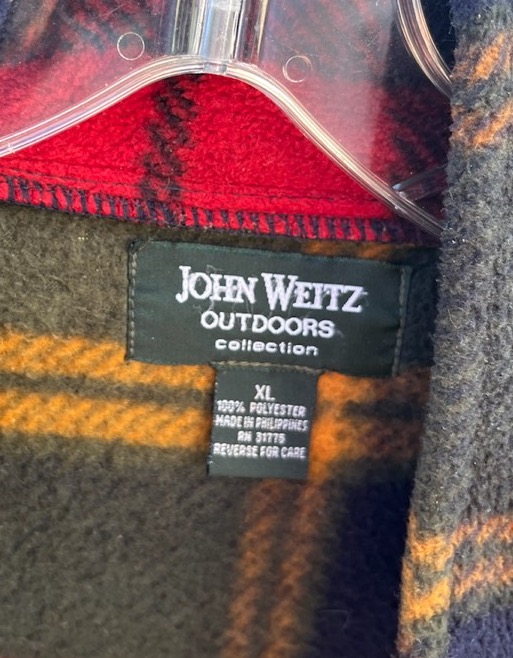 JOHN WEITZ
OUTDOORS
collection
XL
100% POLYESTER
MADE IN PHILIPPINES
RN 31775
REVERSE FOR CARE